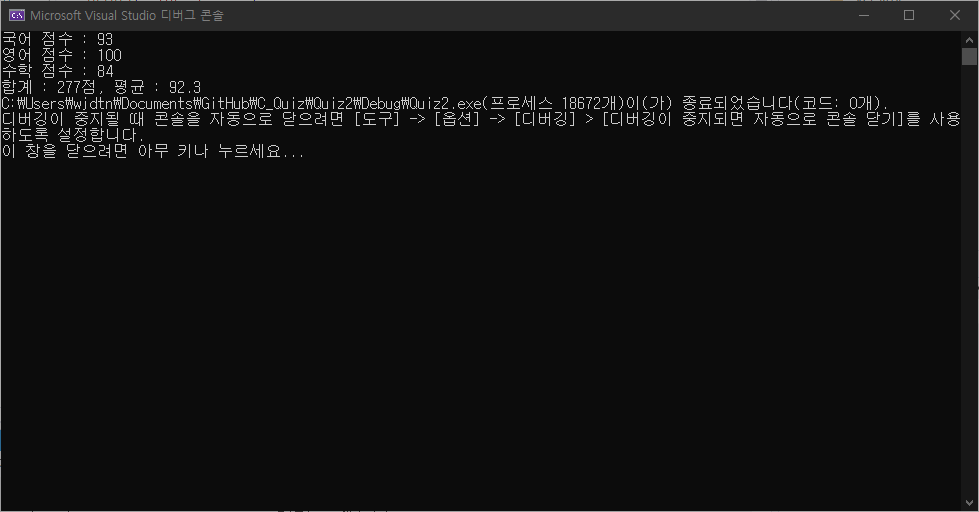 Microsoft Visual Studio 디버그 콘솔
국어 점수 : 93
영어 점수 : 100
수학 점수 : 84
합계 : 277점, 평균 : 92.3
C:₩Users₩wjdtn₩Documents₩GitHub₩C_Quiz₩Quiz2₩Debug₩Quiz2.exe(프로세스 18672개)이(가) 종료되었습니다(코드: 0개).
디버깅이 중지될 때 콘솔을 자동으로 닫으려면 [도구] -> [옵션] -> [디버깅] > [디버깅이 중지되면 자동으로 콘솔 닫기]를 사용
하도록 설정합니다.
이 창을 닫으려면 아무 키나 누르세요...